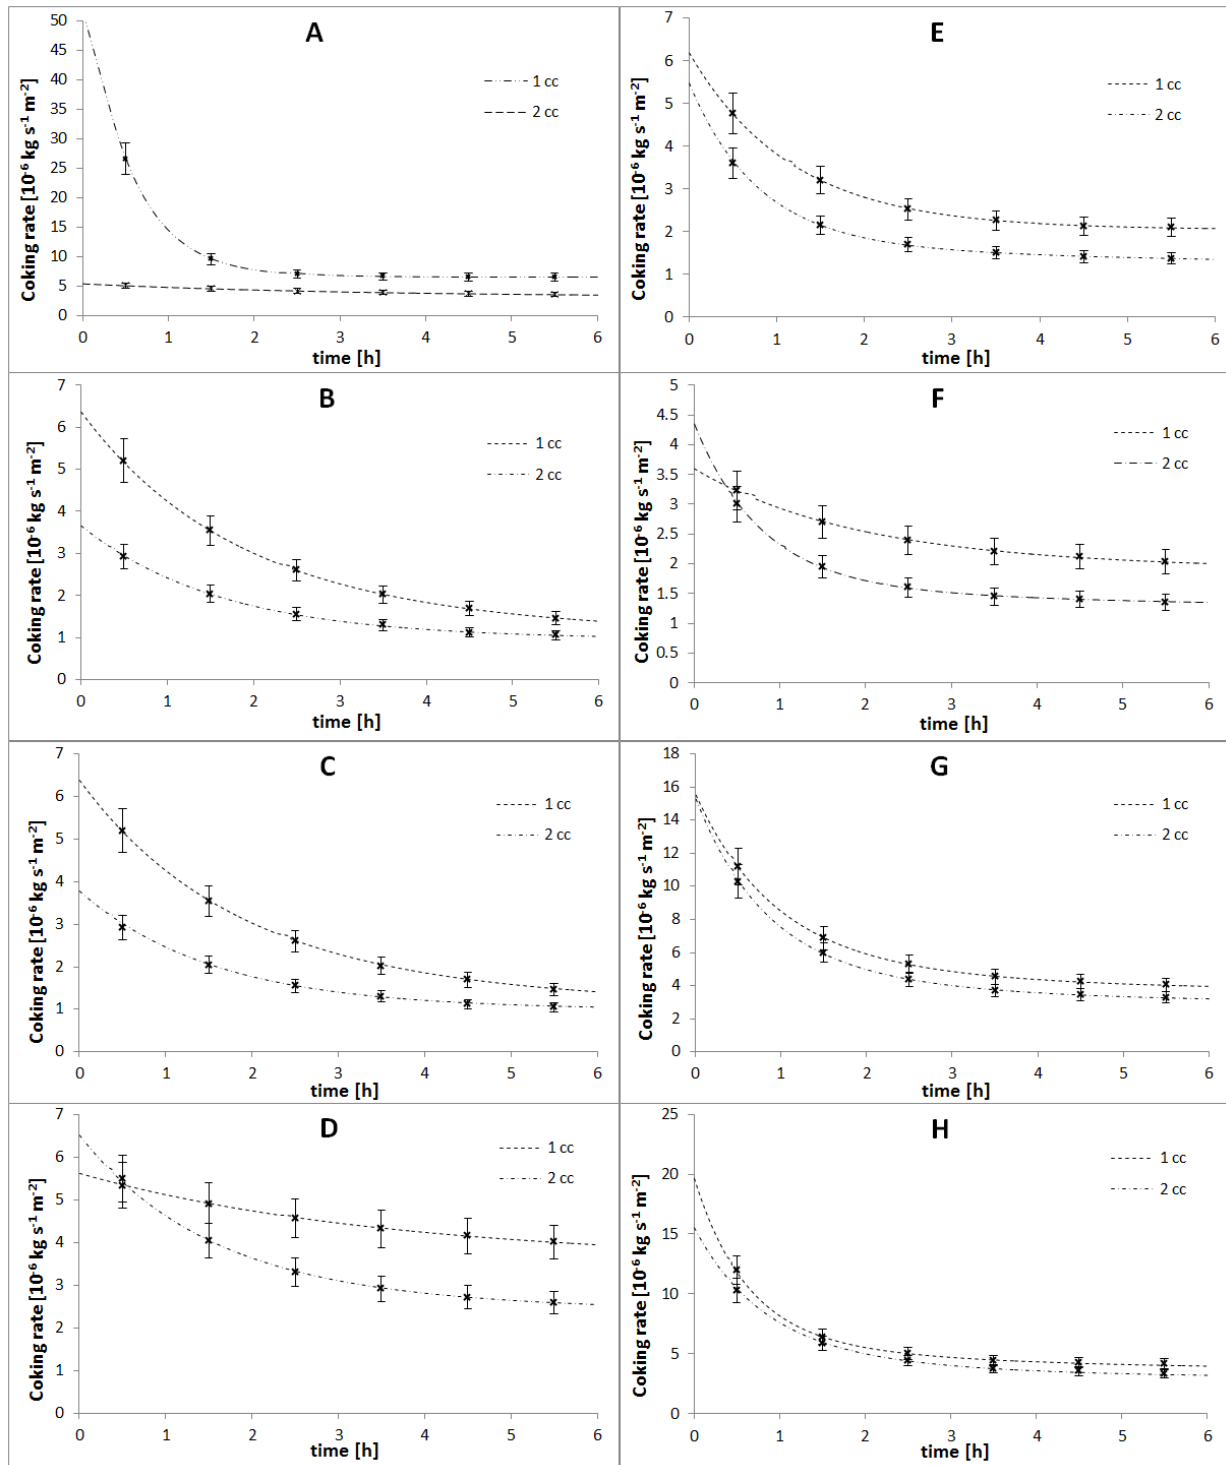 A
50
45
40
35
30
25
20
15
10
5
0
Coking rate [10⁻⁶ kg s⁻¹ m⁻²]
1 cc
2 cc
0 1 2 3 4 5 6
time [h]
E
7
6
5
4
3
2
1
0
Coking rate [10⁻⁶ kg s⁻¹ m⁻²]
1 cc
2 cc
0 1 2 3 4 5 6
time [h]
B
7
6
5
4
3
2
1
0
Coking rate [10⁻⁶ kg s⁻¹ m⁻²]
1 cc
2 cc
0 1 2 3 4 5 6
time [h]
F
5
4.5
4
3.5
3
2.5
2
1.5
1
0.5
0
Coking rate [10⁻⁶ kg s⁻¹ m⁻²]
1 cc
2 cc
0 1 2 3 4 5 6
time [h]
C
7
6
5
4
3
2
1
0
Coking rate [10⁻⁶ kg s⁻¹ m⁻²]
1 cc
2 cc
0 1 2 3 4 5 6
time [h]
G
18
16
14
12
10
8
6
4
2
0
Coking rate [10⁻⁶ kg s⁻¹ m⁻²]
1 cc
2 cc
0 1 2 3 4 5 6
time [h]
D
7
6
5
4
3
2
1
0
Coking rate [10⁻⁶ kg s⁻¹ m⁻²]
1 cc
2 cc
0 1 2 3 4 5 6
time [h]
H
25
20
15
10
5
0
Coking rate [10⁻⁶ kg s⁻¹ m⁻²]
1 cc
2 cc
0 1 2 3 4 5 6
time [h]